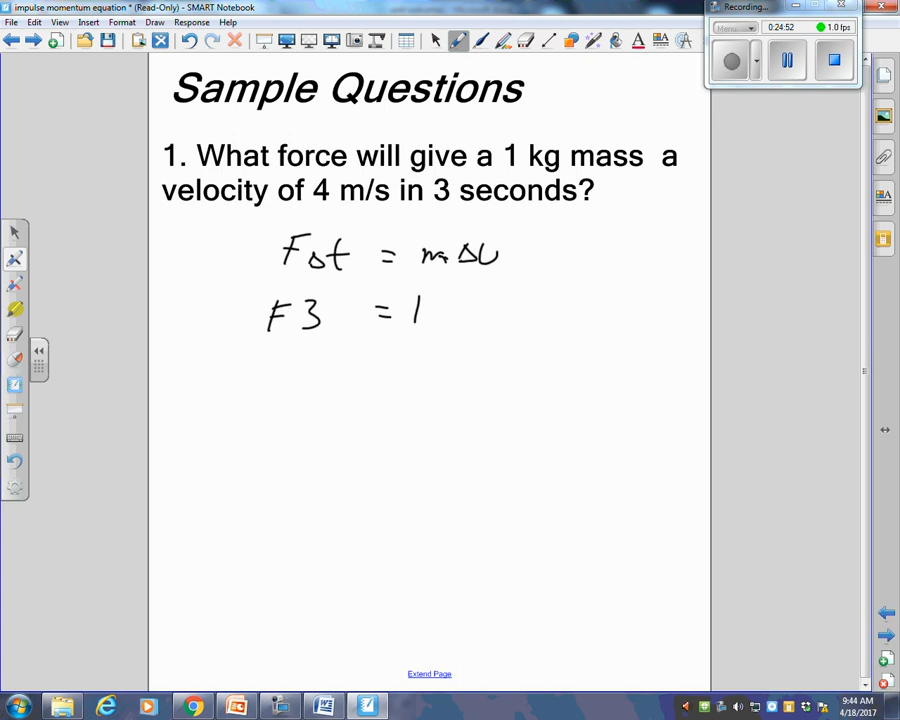 impulse momentum equation * (Read-Only) - SMART Notebook
Recording...
File Edit View Insert Format Draw Response Help
Menu
0:24:52
1.0 fps
Sample Questions
1. What force will give a 1 kg mass a
velocity of 4 m/s in 3 seconds?
FΔt = mΔv
F 3 = 1
Extend Page
9:44 AM
4/18/2017